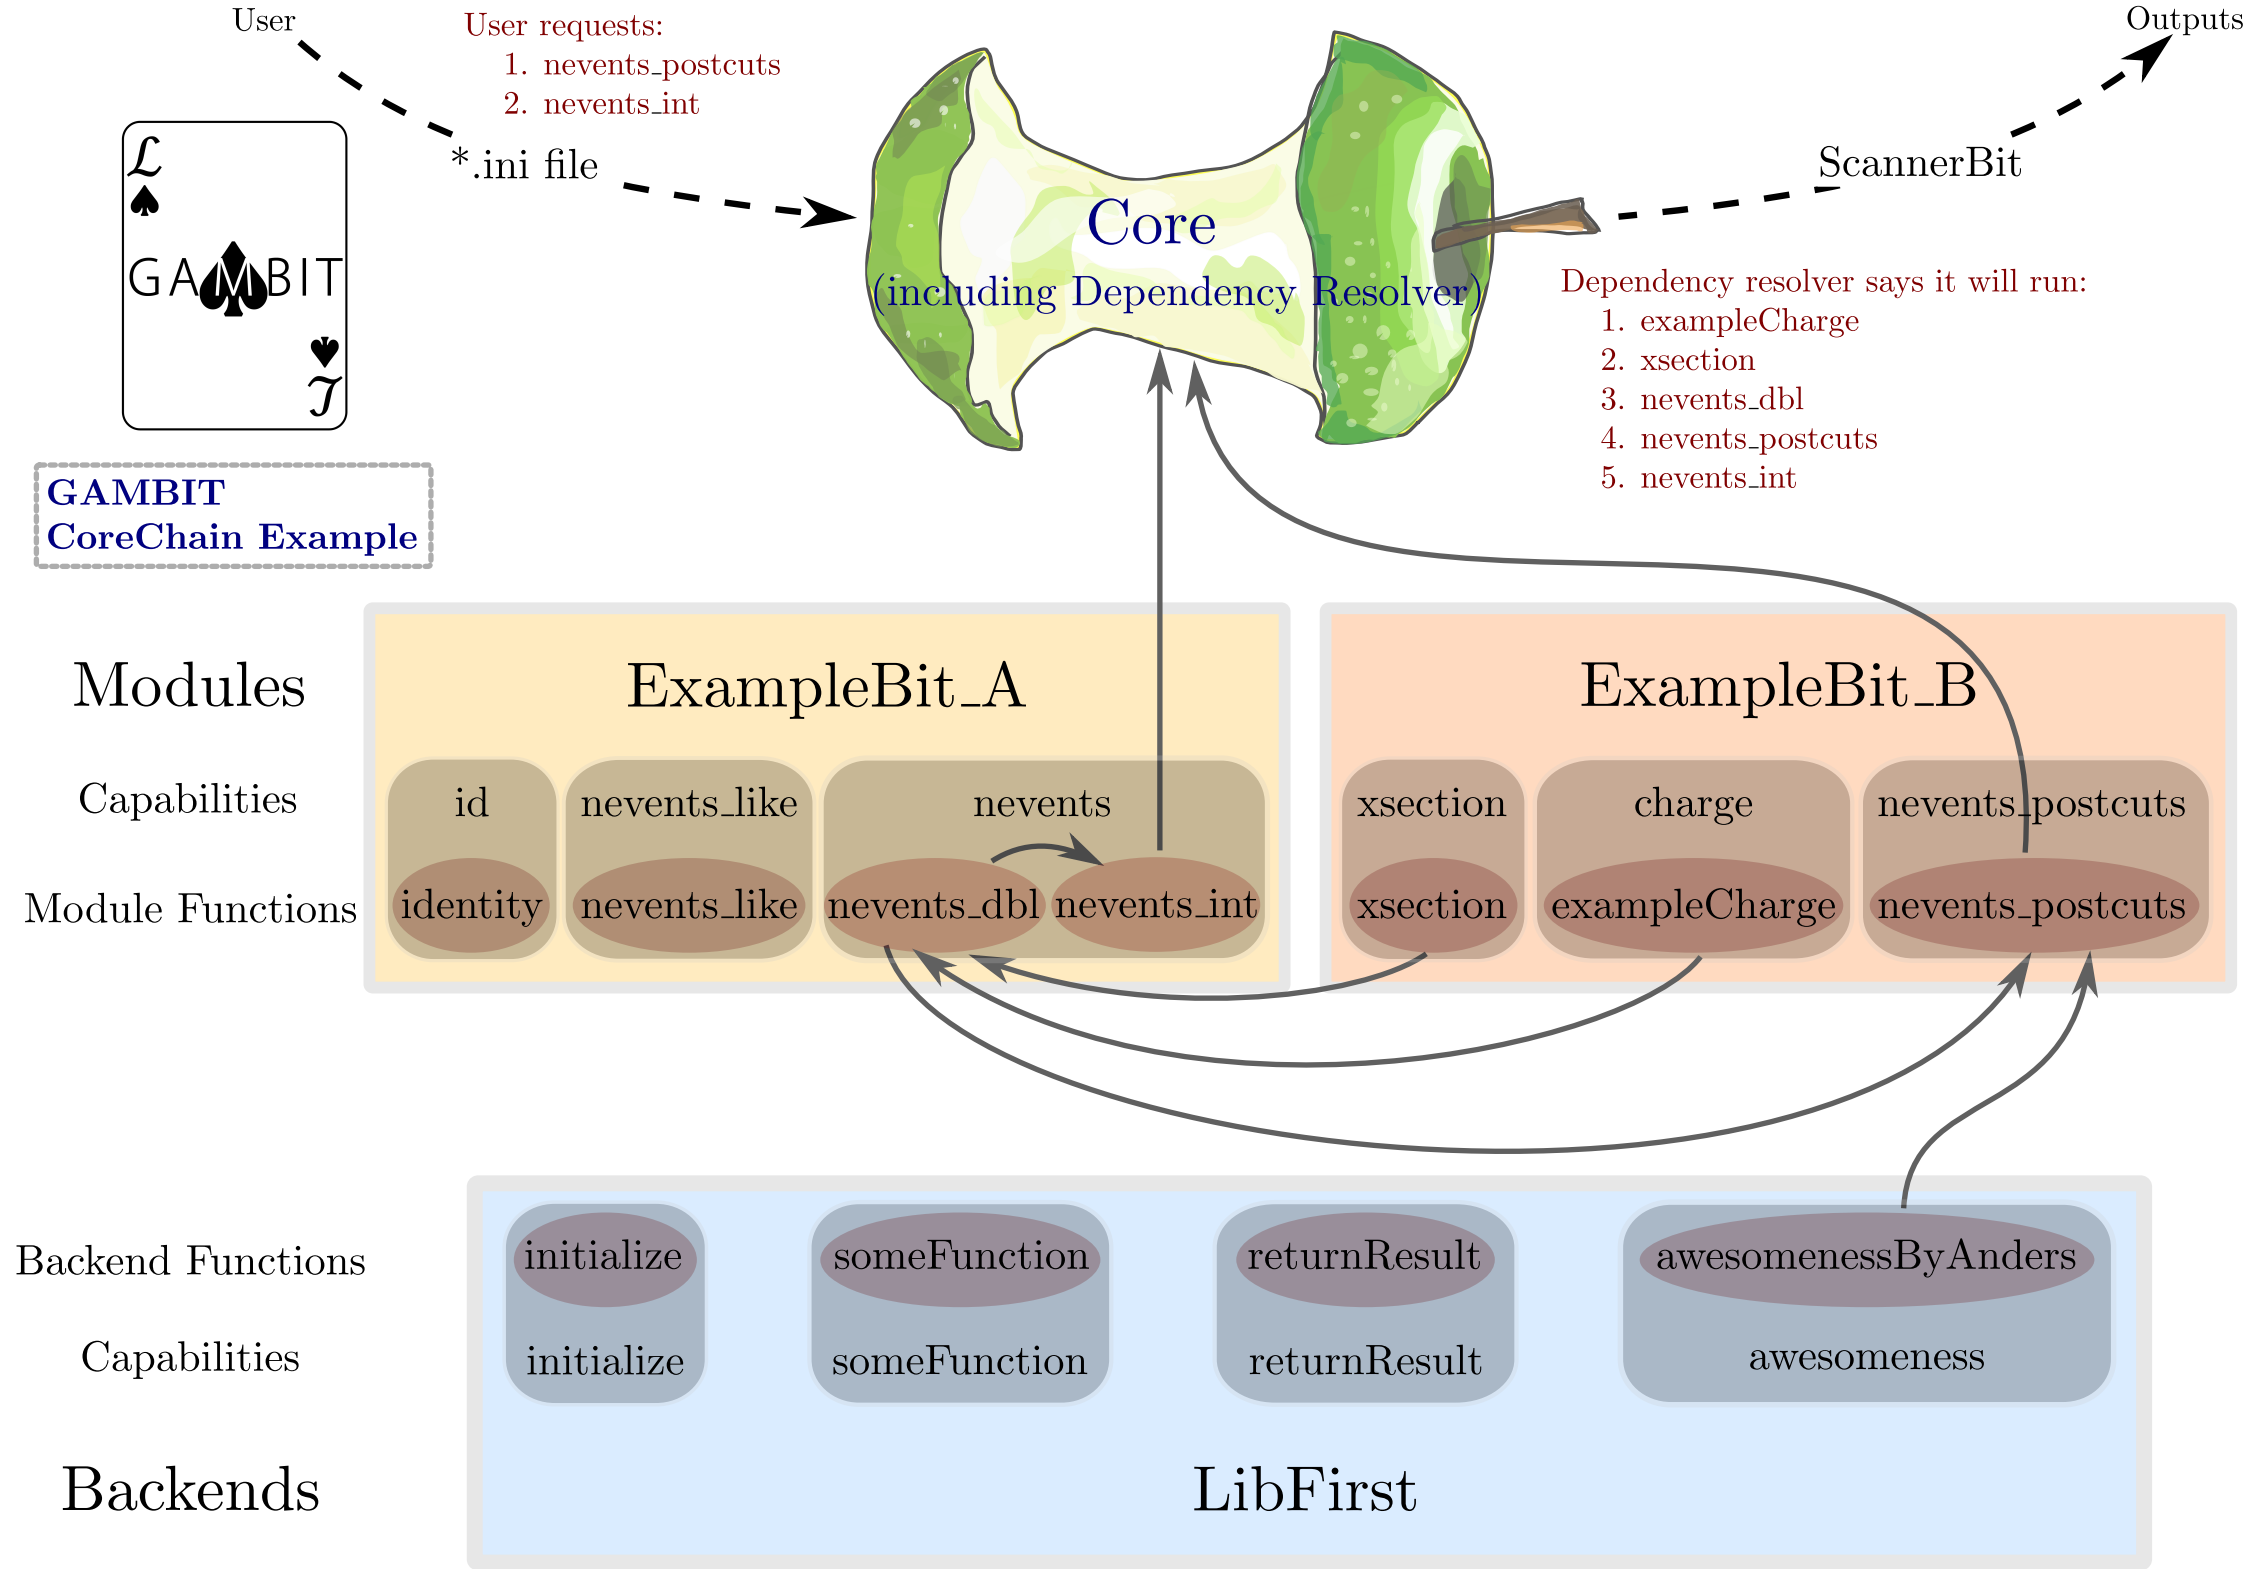 User
User requests:
1. nevents_postcuts
2. nevents_int
*.ini file
Outputs
ScannerBit
ℒ
GAMBIT
𝒯
GAMBIT
CoreChain Example
Core
(including Dependency Resolver)
Dependency resolver says it will run:
1. exampleCharge
2. xsection
3. nevents_dbl
4. nevents_postcuts
5. nevents_int
Modules
ExampleBit_A
ExampleBit_B
Capabilities
id
nevents_like
nevents
xsection
charge
nevents_postcuts
Module Functions
identity
nevents_like
nevents_dbl
nevents_int
xsection
exampleCharge
nevents_postcuts
Backend Functions
initialize
someFunction
returnResult
awesomenessByAnders
Capabilities
initialize
someFunction
returnResult
awesomeness
Backends
LibFirst